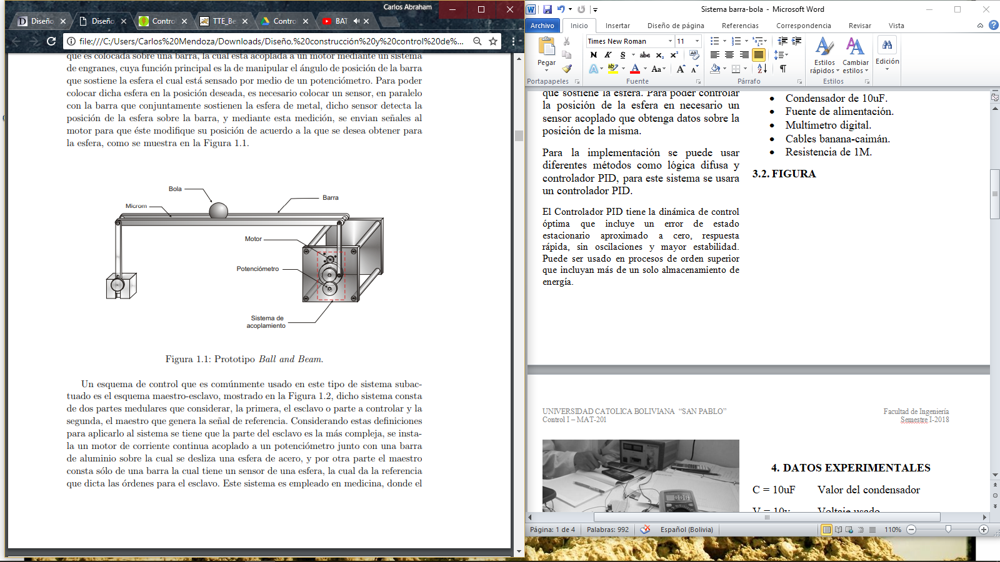 Carlos Abraham
Diseño
Diseño
Control
TTE_Be
Contro
BAT
file:///C:/Users/Carlos%20Mendoza/Downloads/Diseño,%20construcción%20y%20control%20de%...
que es colocada sobre una barra, la cual está acoplada a un motor mediante un sistema
de engranes, cuya función principal es la de manipular el ángulo de posición de la barra
que sostiene la esfera el cual está sensado por medio de un potenciómetro. Para poder
colocar dicha esfera en la posición deseada, es necesario colocar un sensor, en paralelo
con la barra que conjuntamente sostienen la esfera de metal, dicho sensor detecta la
posición de la esfera sobre la barra, y mediante esta medición, se envian señales al
motor para que éste modifique su posición de acuerdo a la que se desea obtener para
la esfera, como se muestra en la Figura 1.1.
Bola
Barra
Microm
Motor
Potenciómetro
Sistema de
acoplamiento
Figura 1.1: Prototipo Ball and Beam.
Un esquema de control que es comúnmente usado en este tipo de sistema subac-
tuado es el esquema maestro-esclavo, mostrado en la Figura 1.2, dicho sistema consta
de dos partes medulares que considerar, la primera, el esclavo o parte a controlar y la
segunda, el maestro que genera la señal de referencia. Considerando estas definiciones
para aplicarlo al sistema se tiene que la parte del esclavo es la más compleja, se insta-
la un motor de corriente continua acoplado a un potenciómetro junto con una barra
de aluminio sobre la cual se desliza una esfera de acero, y por otra parte el maestro
consta sólo de una barra la cual tiene un sensor de una esfera, la cual da la referencia
que dicta las órdenes para el esclavo. Este sistema es empleado en medicina, donde el
Sistema barra-bola - Microsoft Word
Archivo
Inicio
Insertar
Diseño de página
Referencias
Correspondencia
Revisar
Vista
Pegar
Times New Roman
11
N K S abc x₂ x²
A aby A Aa A A
Estilos
rápidos
Cambiar
estilos
Edición
Portapapeles
Fuente
Párrafo
Estilos
que sostiene la esfera. Para poder controlar
la posición de la esfera en necesario un
sensor acoplado que obtenga datos sobre la
posición de la misma.
Para la implementación se puede usar
diferentes métodos como lógica difusa y
controlador PID, para este sistema se usara
un controlador PID.
El Controlador PID tiene la dinámica de control
óptima que incluye un error de estado
estacionario aproximado a cero, respuesta
rápida, sin oscilaciones y mayor estabilidad.
Puede ser usado en procesos de orden superior
que incluyan más de un solo almacenamiento de
energía.
• Condensador de 10uF.
• Fuente de alimentación.
• Multímetro digital.
• Cables banana-caimán.
• Resistencia de 1M.
3.2. FIGURA
UNIVERSIDAD CATOLICA BOLIVIANA "SAN PABLO"
Control I – MAT-201
Facultad de Ingeniería
Semestre I-2018
4. DATOS EXPERIMENTALES
C = 10uF Valor del condensador
V = 10v Voltaje usado
Página: 1 de 4
Palabras: 992
Español (Bolivia)
110%